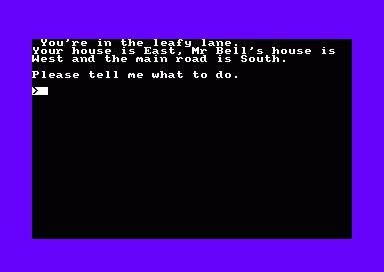 You're in the leafy lane.
Your house is East, Mr Bell's house is
West and the main road is South.
Please tell me what to do.
>